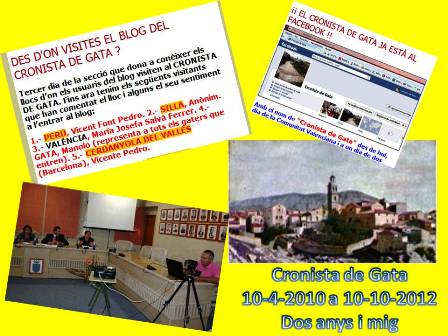 DES D'ON VISITES EL BLOG DEL
CRONISTA DE GATA ?
Tercer dia de la secció que dona a conèixer els
llocs d'on els usuaris del blog visiten al CRONISTA
DE GATA. Fins ara tenim els següents visitants
que han comentat el lloc i alguns el seu sentiment
a l'entrar al blog:
1.- PERÚ, Vicent Font Pedro. 2.- SILLA, Anònim.
3.- VALÈNCIA, María Josefa Salvà Ferrer. 4.-
GATA, Manolo (representa a tots els gaters que
entren). 5.- CERDANYOLA DEL VALLÉS
(Barcelona), Vicente Pedro.
¡¡ EL CRONISTA DE GATA JA ESTÀ AL
FACEBOOK !!
Cronista de Gata
Amb el nom de "Cronista de Gata" des de hui,
dia de la Comunitat Valenciana i a un dia de dos
Cronista de Gata
10-4-2010 a 10-10-2012
Dos anys i mig